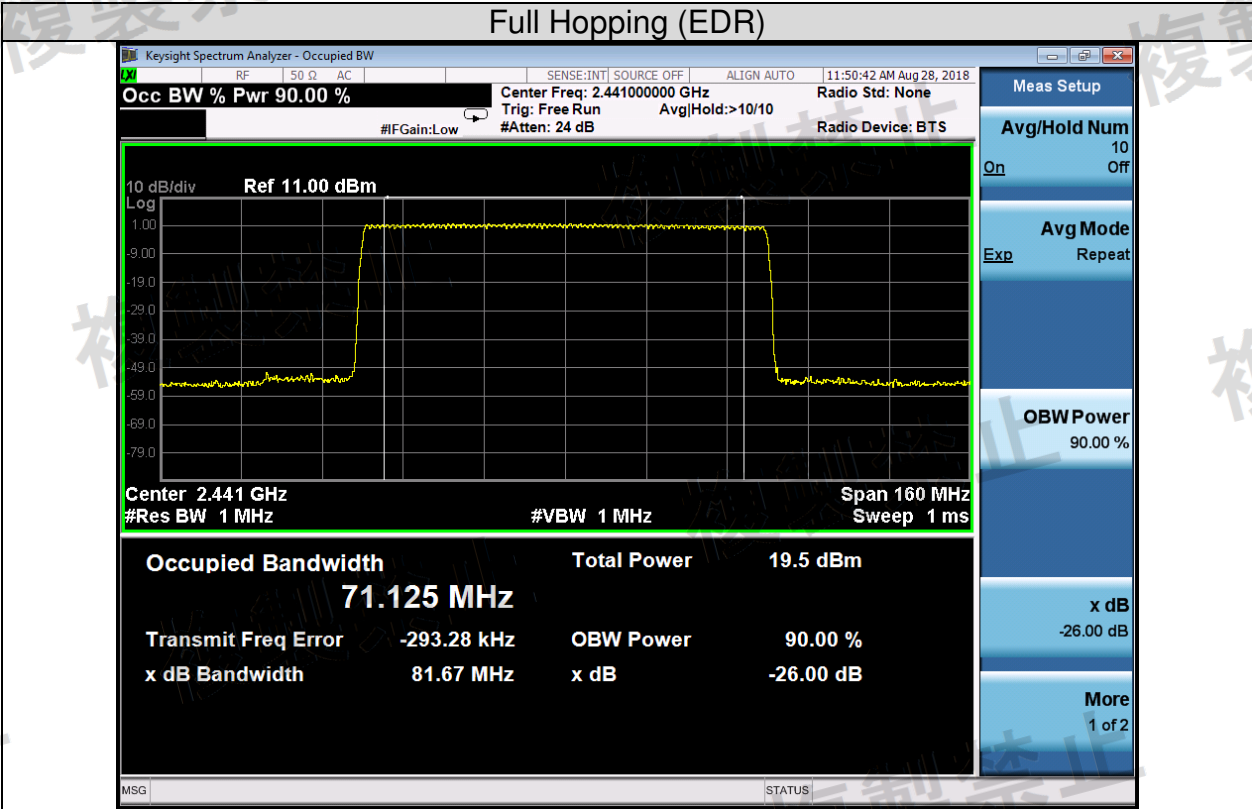 Full Hopping (EDR)
Keysight Spectrum Analyzer - Occupied BW
LXI RF 50 Ω AC SENSE:INT SOURCE OFF ALIGN AUTO 11:50:42 AM Aug 28, 2018
Occ BW % Pwr 90.00 %
Center Freq: 2.441000000 GHz
Radio Std: None
Trig: Free Run Avg|Hold:>10/10
#IFGain:Low #Atten: 24 dB Radio Device: BTS
10 dB/div Ref 11.00 dBm
Log
1.00
-9.00
-19.0
-29.0
-39.0
-49.0
-59.0
-69.0
-79.0
Center 2.441 GHz Span 160 MHz
#Res BW 1 MHz #VBW 1 MHz Sweep 1 ms
Occupied Bandwidth Total Power 19.5 dBm
71.125 MHz
Transmit Freq Error -293.28 kHz OBW Power 90.00 %
x dB Bandwidth 81.67 MHz x dB -26.00 dB
MSG STATUS
Meas Setup
Avg/Hold Num
10
On Off
Avg Mode
Exp Repeat
OBW Power
90.00 %
x dB
-26.00 dB
More
1 of 2
複製禁止